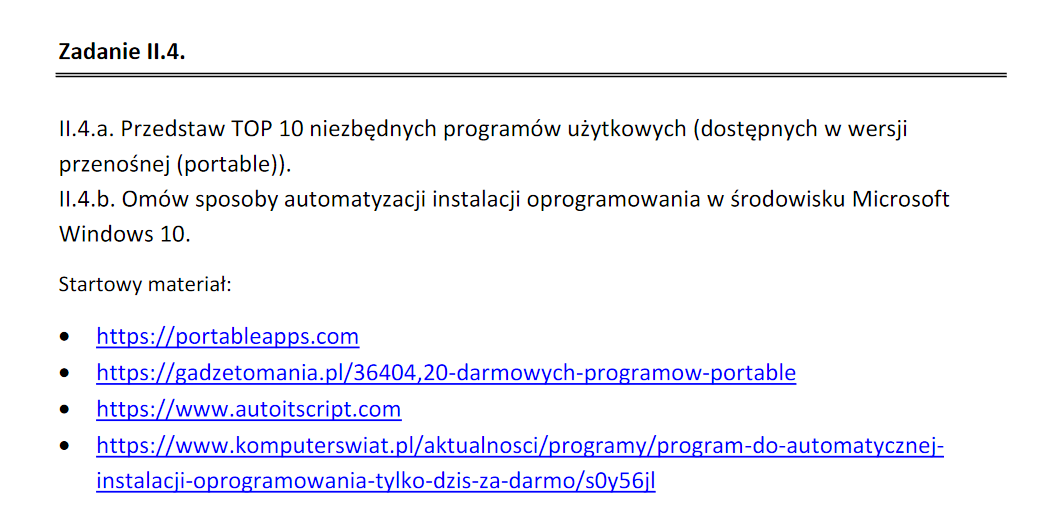 Zadanie II.4.
II.4.a. Przedstaw TOP 10 niezbędnych programów użytkowych (dostępnych w wersji
przenośnej (portable)).
II.4.b. Omów sposoby automatyzacji instalacji oprogramowania w środowisku Microsoft
Windows 10.
Startowy materiał:
• https://portableapps.com
• https://gadzetomania.pl/36404,20-darmowych-programow-portable
• https://www.autoitscript.com
• https://www.komputerswiat.pl/aktualnosci/programy/program-do-automatycznej-
instalacji-oprogramowania-tylko-dzis-za-darmo/s0y56jl